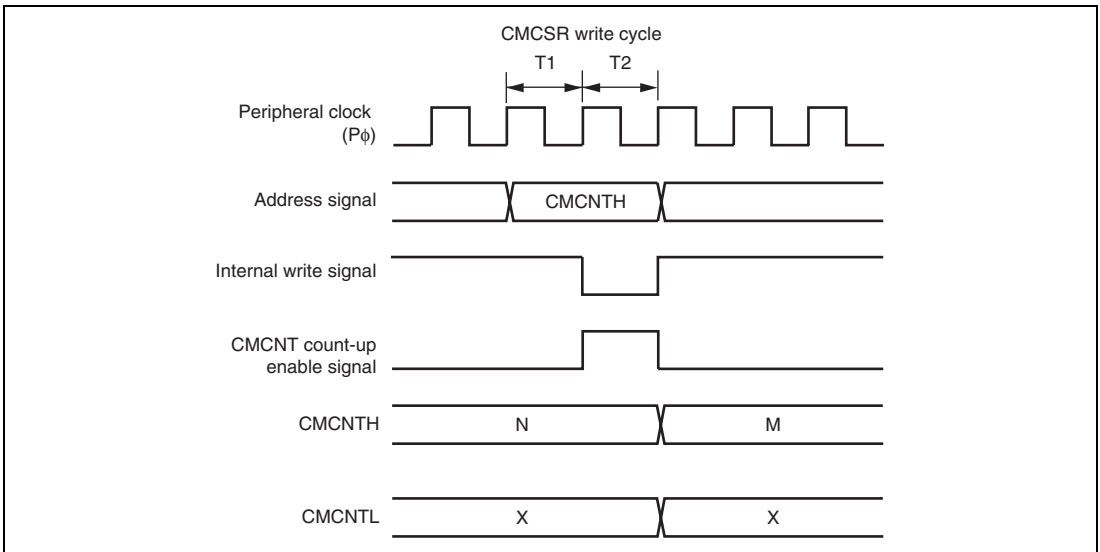 CMCSR write cycle
T1 T2
Peripheral clock
(Pϕ)
Address signal
CMCNTH
Internal write signal
CMCNT count-up
enable signal
CMCNTH
N
M
CMCNTL
X
X